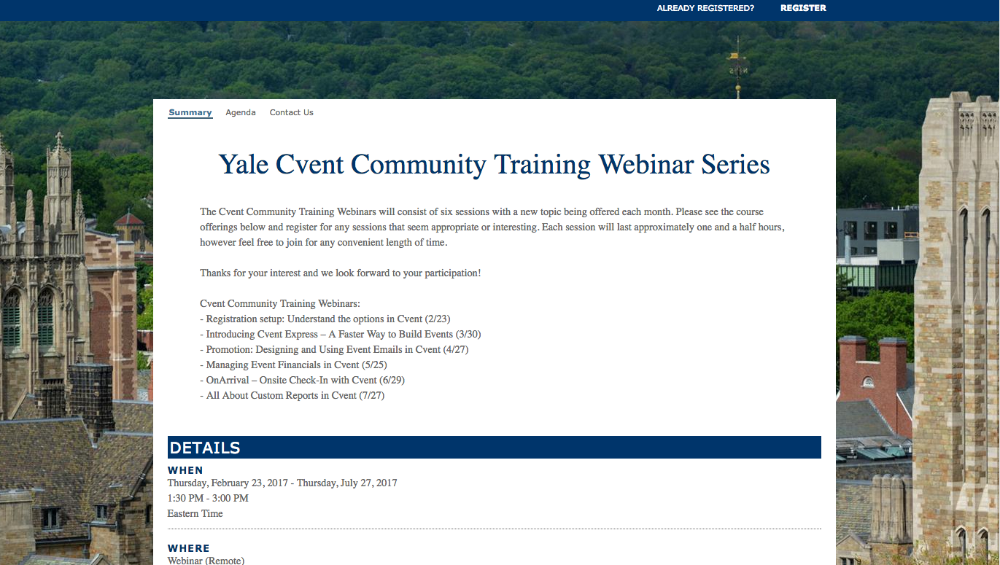 ALREADY REGISTERED? REGISTER
Summary Agenda Contact Us
Yale Cvent Community Training Webinar Series
The Cvent Community Training Webinars will consist of six sessions with a new topic being offered each month. Please see the course
offerings below and register for any sessions that seem appropriate or interesting. Each session will last approximately one and a half hours,
however feel free to join for any convenient length of time.
Thanks for your interest and we look forward to your participation!
Cvent Community Training Webinars:
- Registration setup: Understand the options in Cvent (2/23)
- Introducing Cvent Express – A Faster Way to Build Events (3/30)
- Promotion: Designing and Using Event Emails in Cvent (4/27)
- Managing Event Financials in Cvent (5/25)
- OnArrival – Onsite Check-In with Cvent (6/29)
- All About Custom Reports in Cvent (7/27)
DETAILS
WHEN
Thursday, February 23, 2017 - Thursday, July 27, 2017
1:30 PM - 3:00 PM
Eastern Time
WHERE
Webinar (Remote)